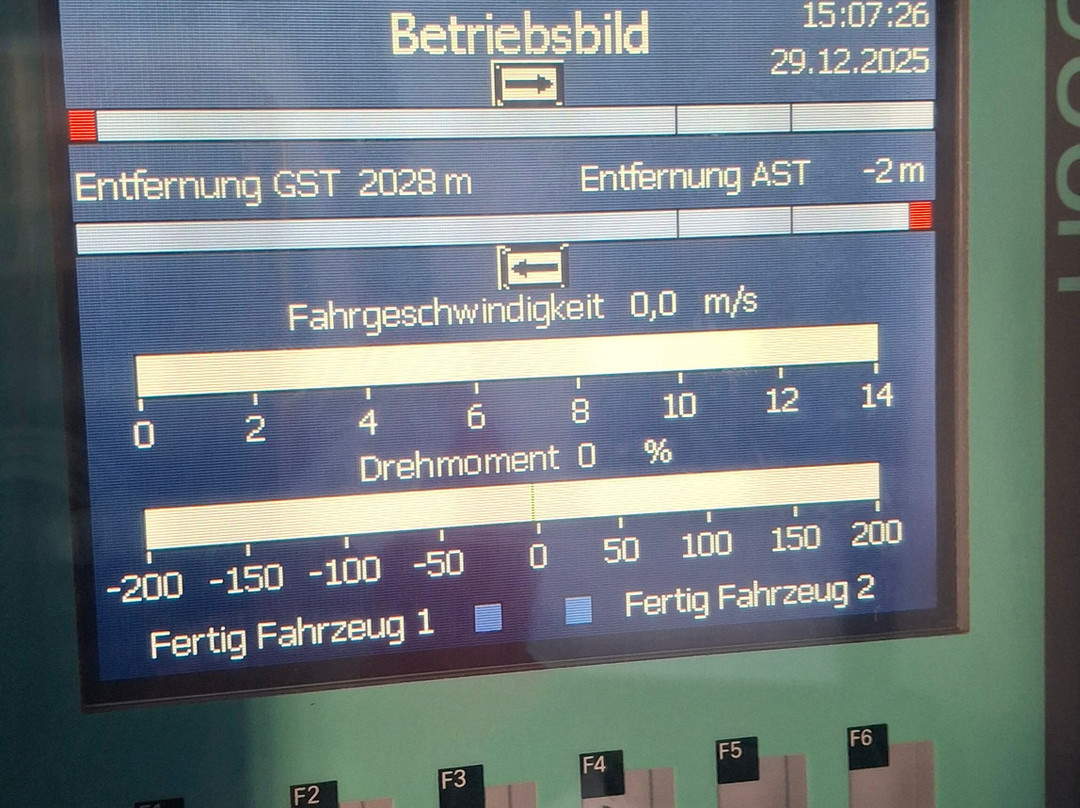 Betriebsbild
15:07:26
29.12.2025
Entfernung GST 2028 m Entfernung AST -2 m
Fahrgeschwindigkeit 0,0 m/s
0 2 4 6 8 10 12 14
Drehmoment 0 %
-200 -150 -100 -50 0 50 100 150 200
Fertig Fahrzeug 1 Fertig Fahrzeug 2
F2 F3 F4 F5 F6